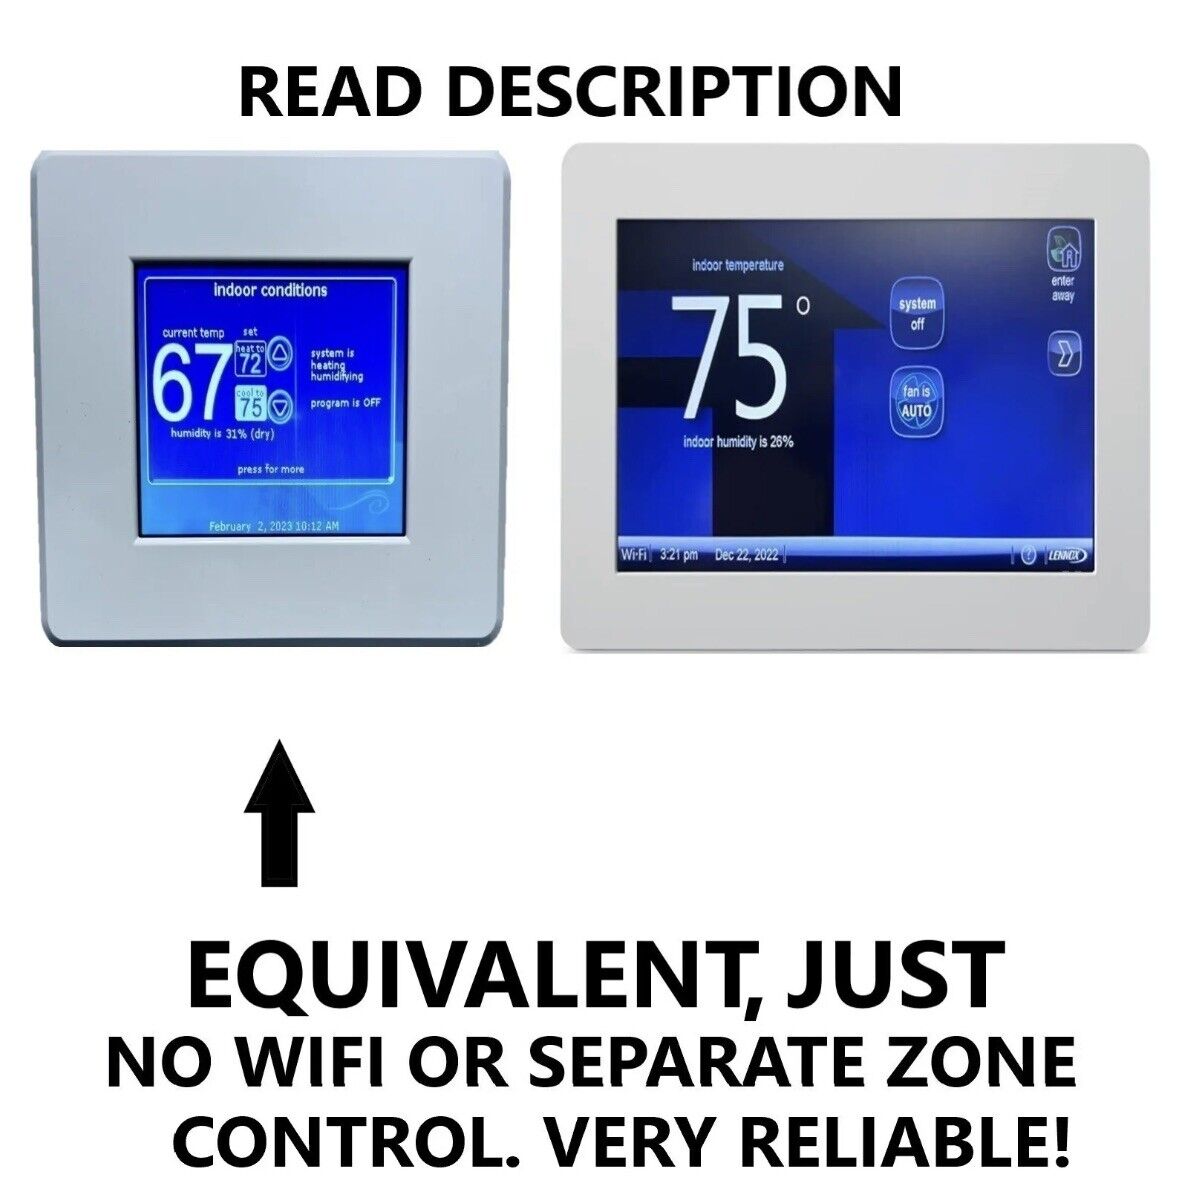 READ DESCRIPTION
indoor conditions
current temp
set
67
heat to
72
cool to
75
system is
heating
humidifying
program is OFF
humidity is 31% (dry)
press for more
February 2, 2023 10:12 AM
indoor temperature
75°
indoor humidity is 26%
system
off
fan is
AUTO
enter
away
Wi-Fi 3:21 pm Dec 22, 2022
? LENNOX
EQUIVALENT, JUST
NO WIFI OR SEPARATE ZONE
CONTROL. VERY RELIABLE!